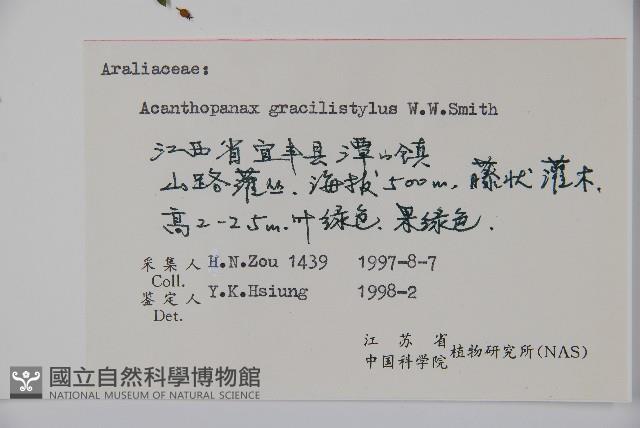 Araliaceae:
Acanthopanax gracilistylus W.W.Smith
江西省宜丰县潭山镇
山路灌丛.海拔500m.藤状灌木.
高2-2.5m.叶绿色.果绿色.
采集人 H.N.Zou 1439 1997-8-7
Coll.
鉴定人 Y.K.Hsiung 1998-2
Det.
江苏省
中国科学院 植物研究所(NAS)
國立自然科學博物館
NATIONAL MUSEUM OF NATURAL SCIENCE